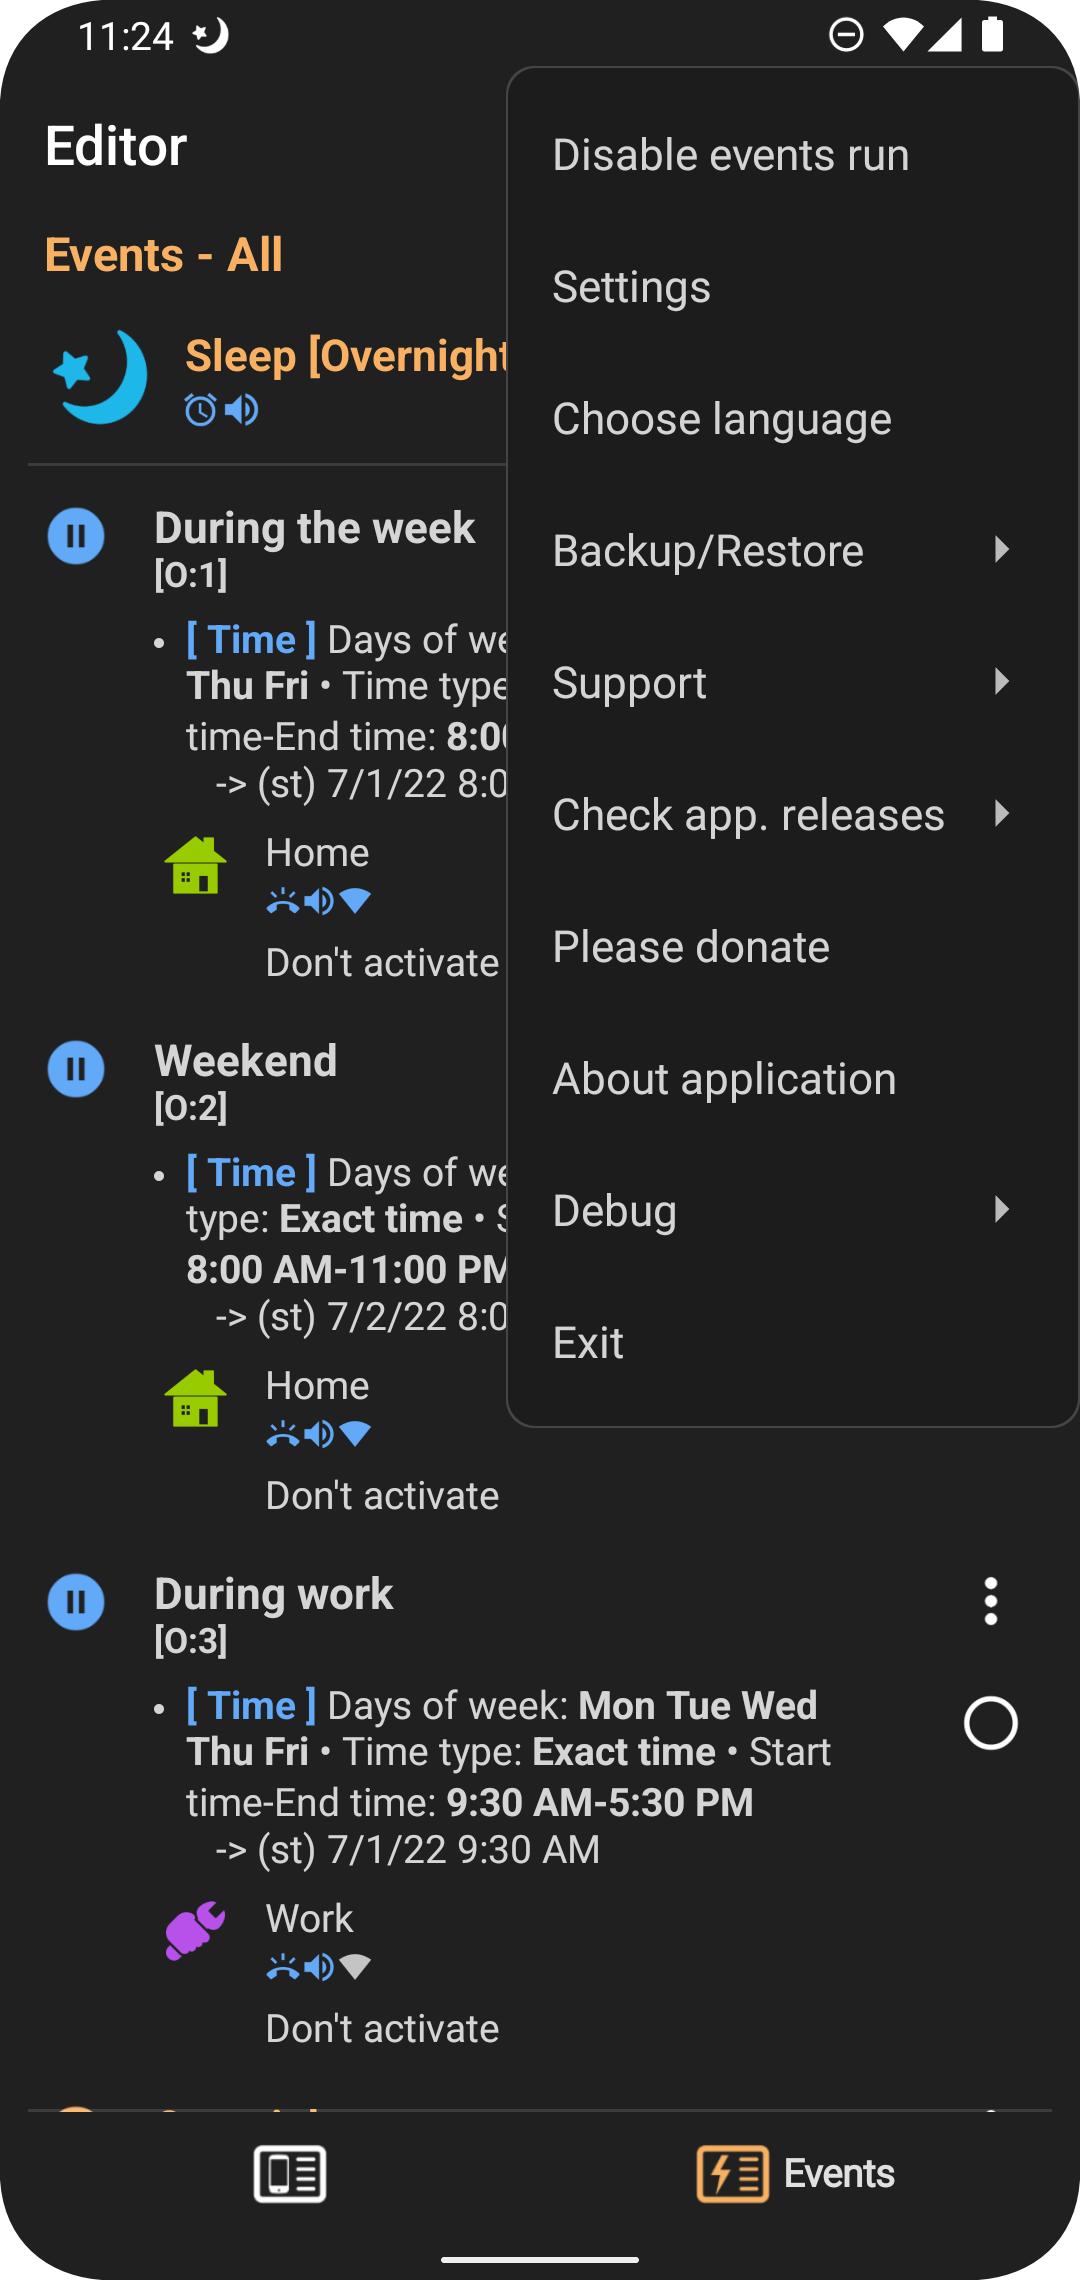 11:24
Editor
Events - All
Sleep [Overnight
During the week
[O:1]
• [ Time ] Days of
Thu Fri • Time type
time-End time: 8:0
-> (st) 7/1/22 8:0
Home
Don't activate
Weekend
[O:2]
• [ Time ] Days of
type: Exact time •
8:00 AM-11:00 PM
-> (st) 7/2/22 8:0
Home
Don't activate
During work
[O:3]
• [ Time ] Days of week: Mon Tue Wed
Thu Fri • Time type: Exact time • Start
time-End time: 9:30 AM-5:30 PM
-> (st) 7/1/22 9:30 AM
Work
Don't activate
Disable events run
Settings
Choose language
Backup/Restore
Support
Check app. releases
Please donate
About application
Debug
Exit
Events